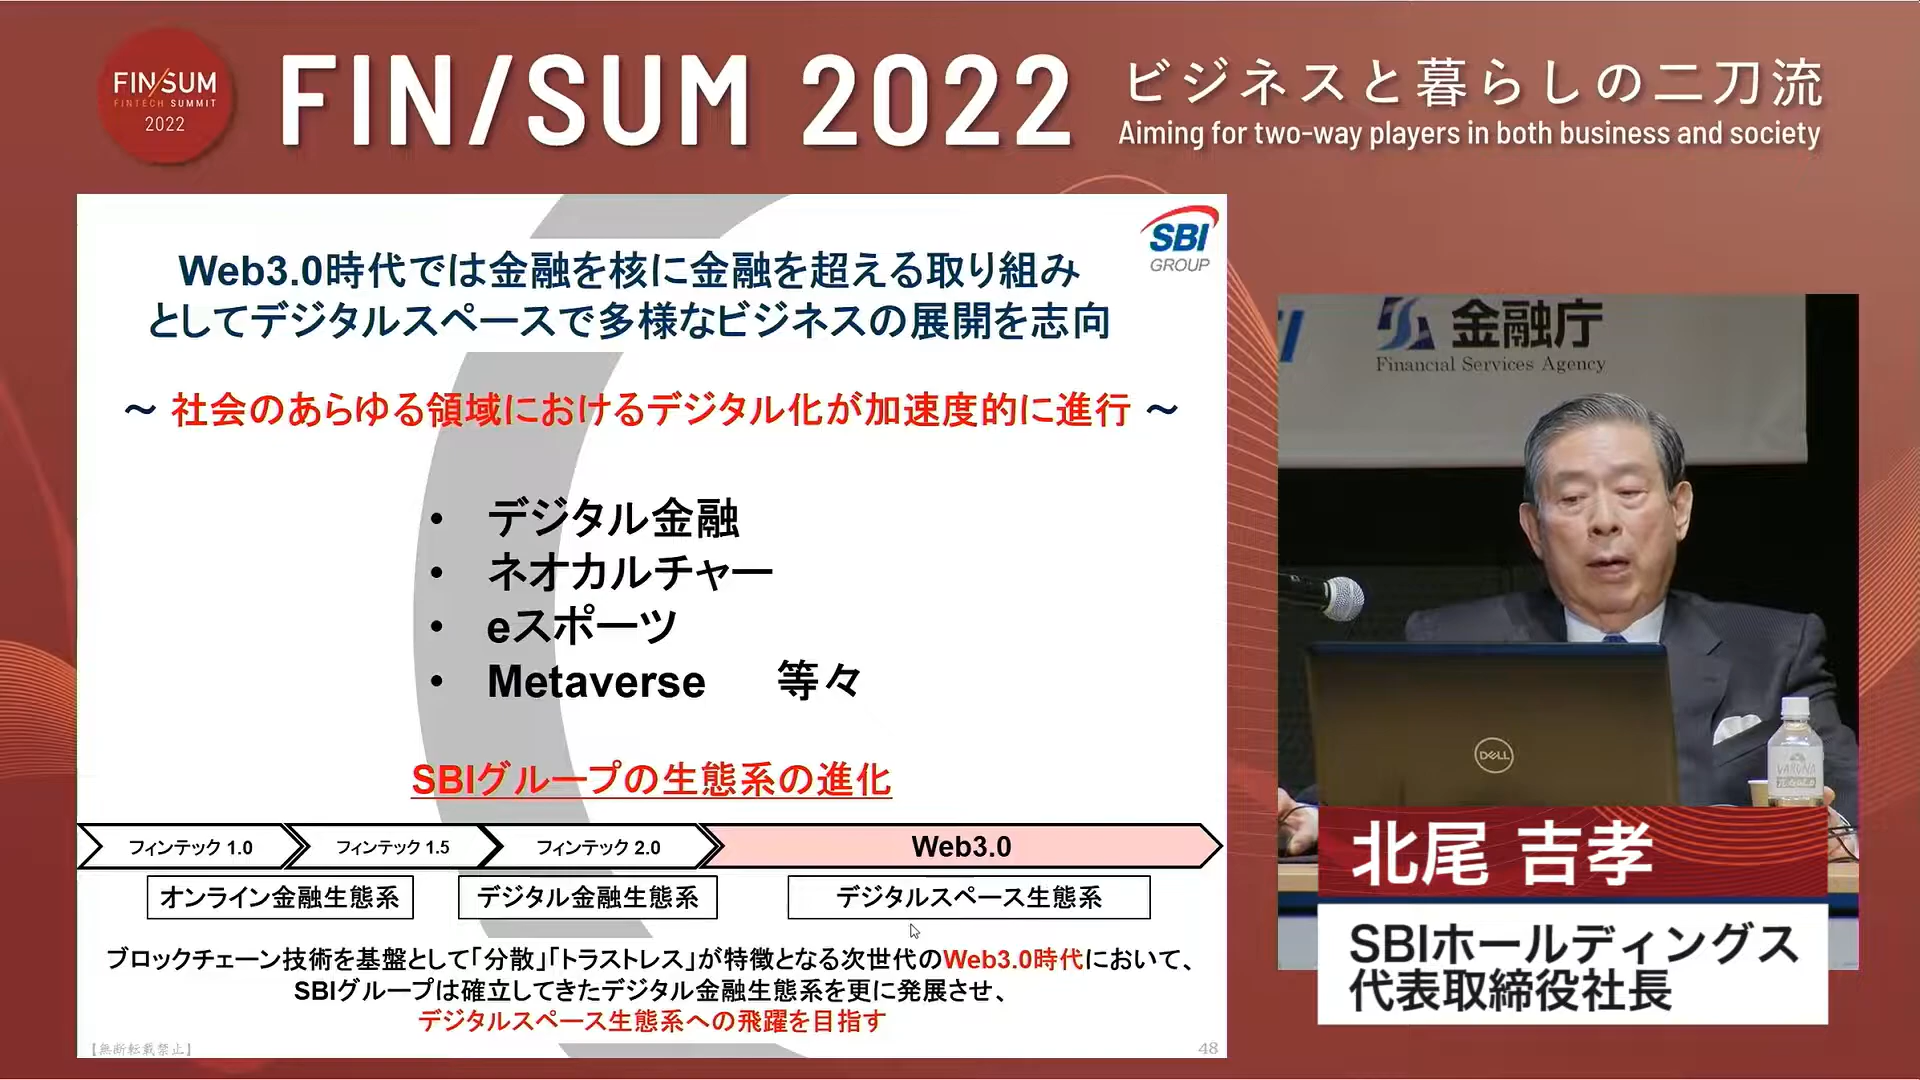 FIN/SUM
FINTECH SUMMIT
2022
FIN/SUM 2022
ビジネスと暮らしの二刀流
Aiming for two-way players in both business and society
SBI
GROUP
Web3.0時代では金融を核に金融を超える取り組み
としてデジタルスペースで多様なビジネスの展開を志向
～ 社会のあらゆる領域におけるデジタル化が加速度的に進行 ～
• デジタル金融
• ネオカルチャー
• eスポーツ
• Metaverse 等々
SBIグループの生態系の進化
フィンテック 1.0
フィンテック 1.5
フィンテック 2.0
Web3.0
オンライン金融生態系
デジタル金融生態系
デジタルスペース生態系
ブロックチェーン技術を基盤として「分散」「トラストレス」が特徴となる次世代のWeb3.0時代において、
SBIグループは確立してきたデジタル金融生態系を更に発展させ、
デジタルスペース生態系への飛躍を目指す
【無断転載禁止】
48
金融庁
Financial Services Agency
DELL
VARONA
北尾 吉孝
SBIホールディングス
代表取締役社長